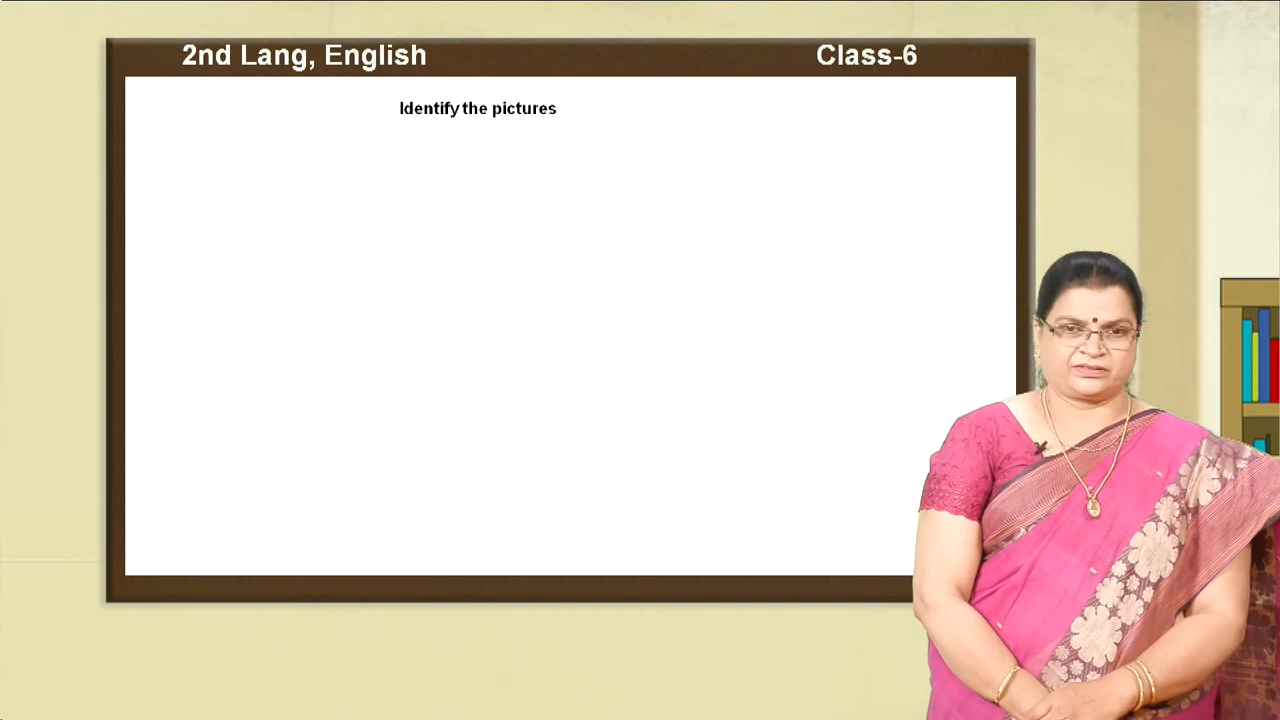 2nd Lang, English Class-6
Identify the pictures